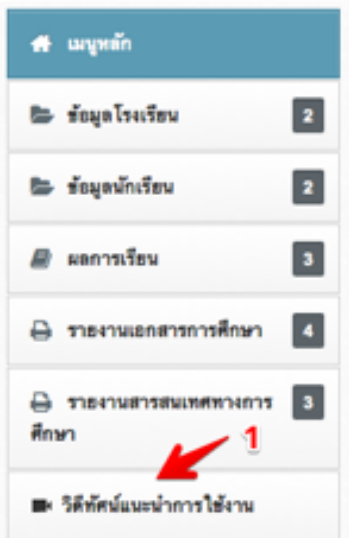 เมนูหลัก
ข้อมูลโรงเรียน 2
ข้อมูลนักเรียน 2
ผลการเรียน 3
รายงานเอกสารการศึกษา 4
รายงานสารสนเทศทางการ 3
ศึกษา
1
วิดีทัศน์แนะนำการใช้งาน